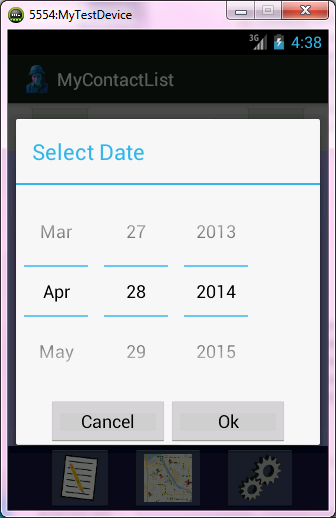 5554:MyTestDevice
3G 4:38
MyContactList
Select Date
Mar 27 2013
Apr 28 2014
May 29 2015
Cancel Ok